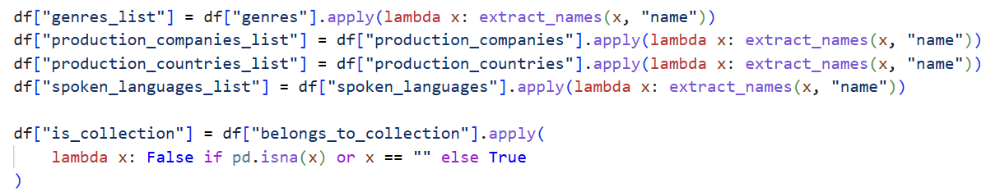 df["genres_list"] = df["genres"].apply(lambda x: extract_names(x, "name"))
df["production_companies_list"] = df["production_companies"].apply(lambda x: extract_names(x, "name"))
df["production_countries_list"] = df["production_countries"].apply(lambda x: extract_names(x, "name"))
df["spoken_languages_list"] = df["spoken_languages"].apply(lambda x: extract_names(x, "name"))

df["is_collection"] = df["belongs_to_collection"].apply(
    lambda x: False if pd.isna(x) or x == "" else True
)